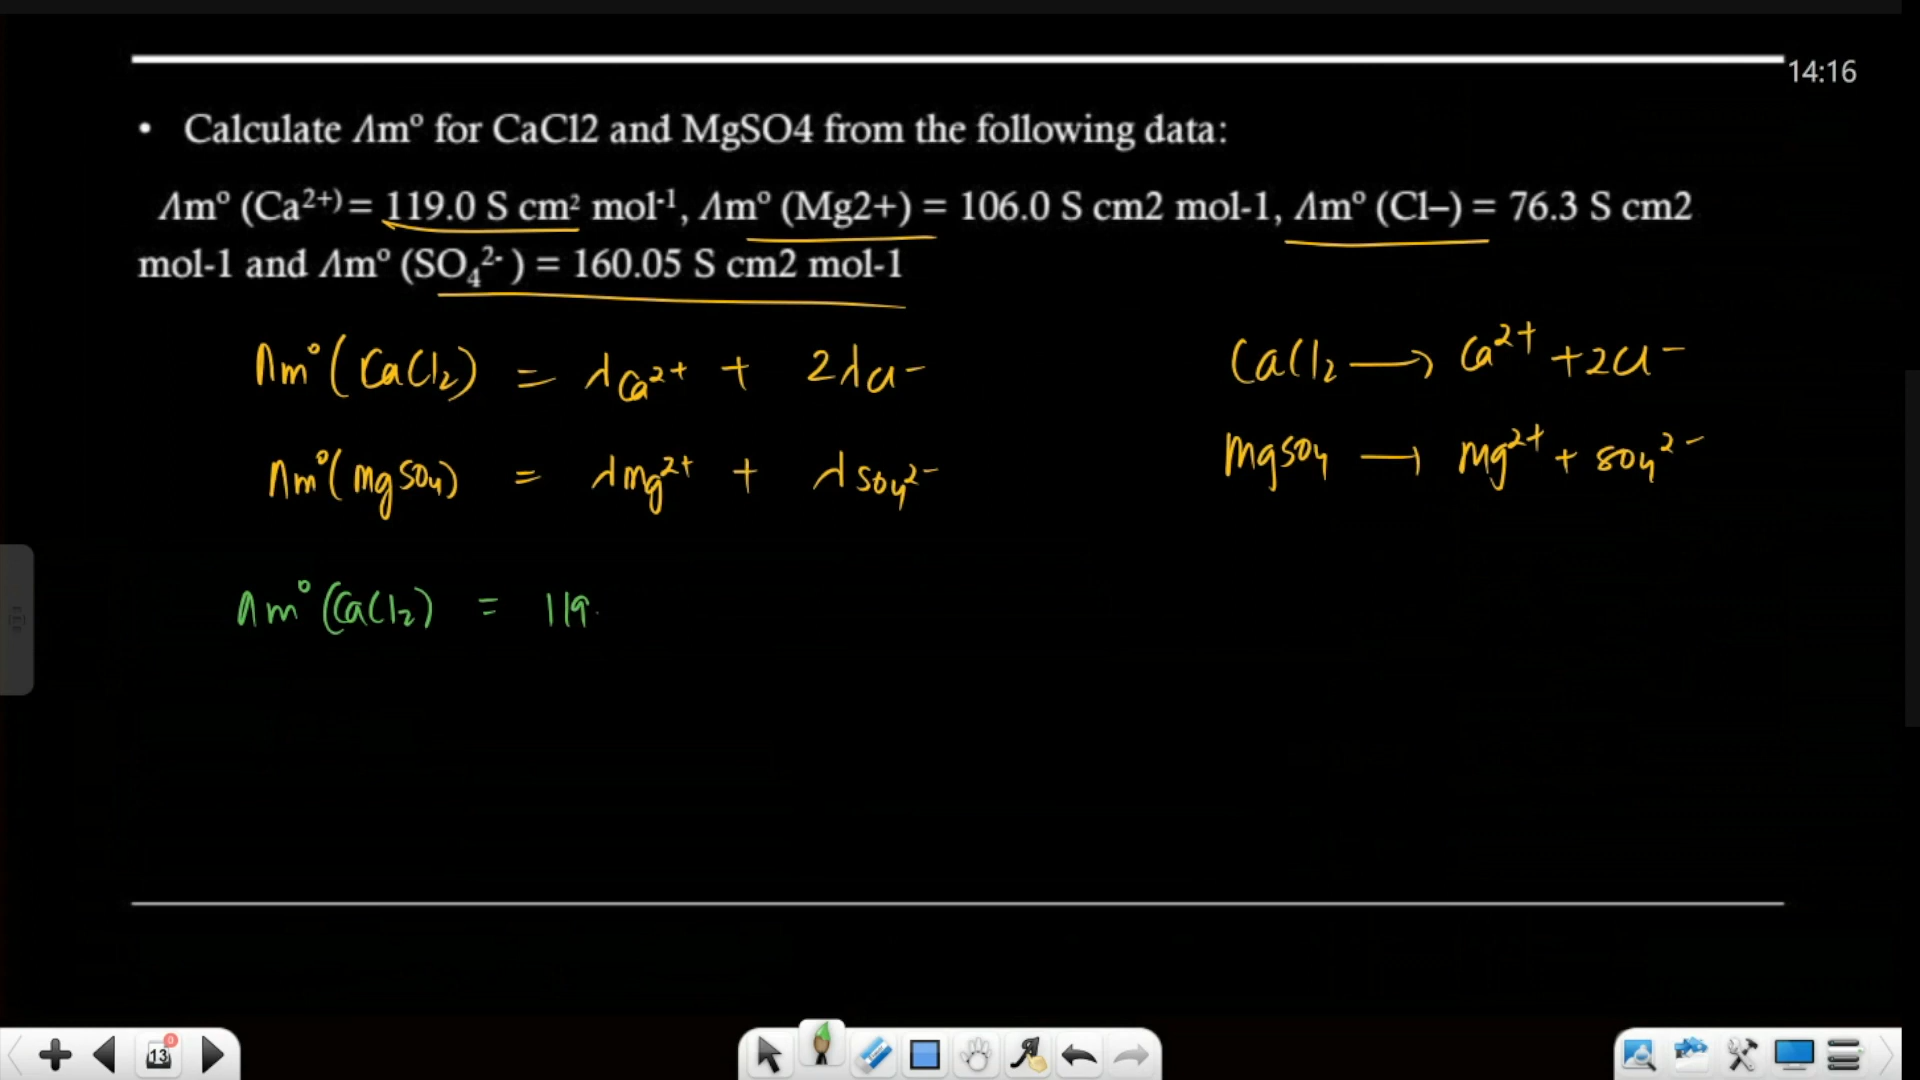 14:16
• Calculate Λm° for CaCl2 and MgSO4 from the following data:
Λm° (Ca²⁺) = 119.0 S cm² mol⁻¹, Λm° (Mg2+) = 106.0 S cm2 mol-1, Λm° (Cl–) = 76.3 S cm2
mol-1 and Λm° (SO₄²⁻ ) = 160.05 S cm2 mol-1
Λm° (CaCl₂) = λCa²⁺ + 2λCl⁻
CaCl₂ ⟶ Ca²⁺ + 2Cl⁻
Λm° (MgSO₄) = λMg²⁺ + λSO₄²⁻
MgSO₄ ⟶ Mg²⁺ + SO₄²⁻
Λm° (CaCl₂) = 119.
13
0